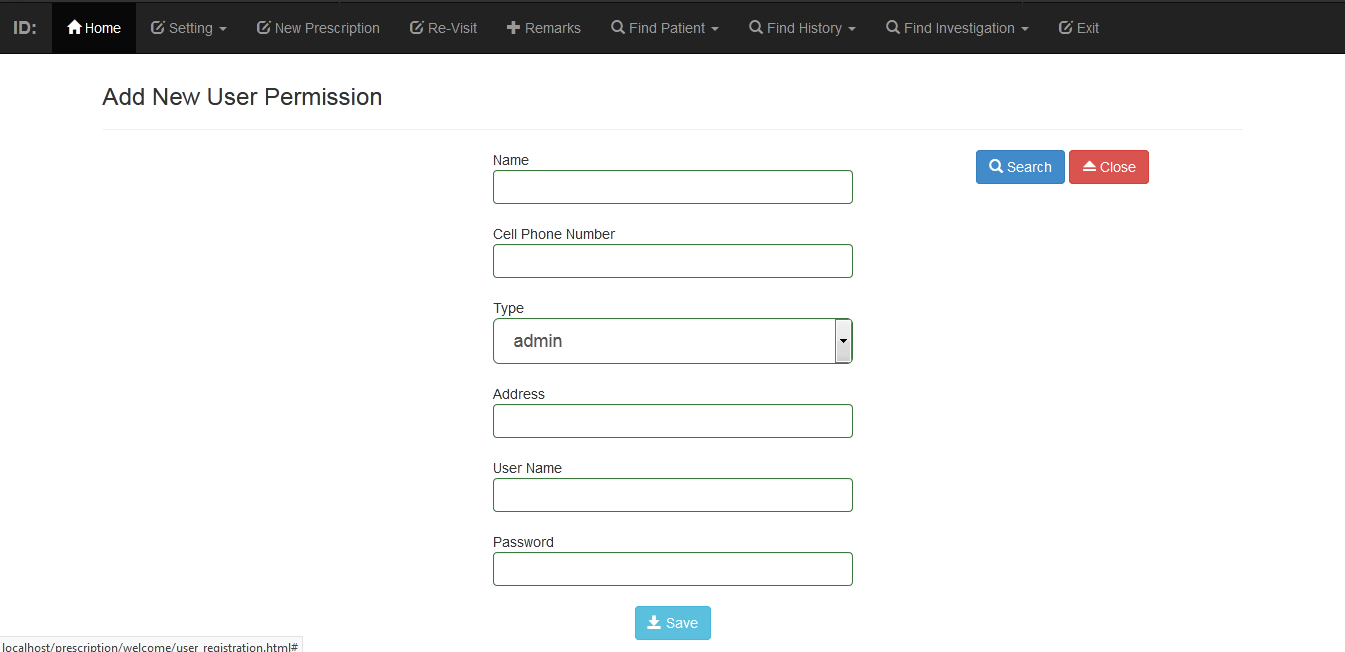 ID: Home Setting New Prescription Re-Visit Remarks Find Patient Find History Find Investigation Exit
Add New User Permission
Name
Search Close
Cell Phone Number
Type
admin
Address
User Name
Password
Save
localhost/prescription/welcome/user_registration.html#